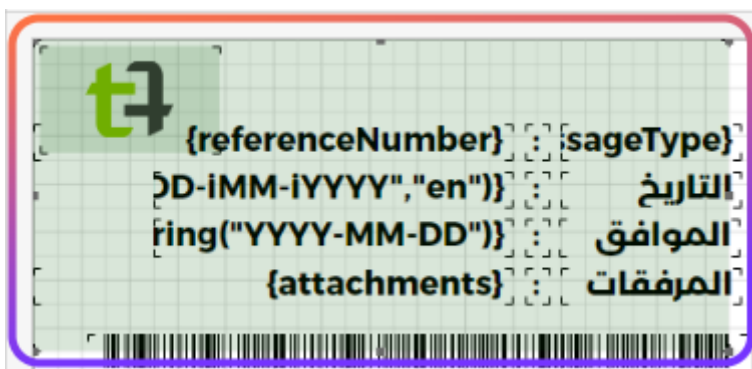 sageType} : {referenceNumber}
التاريخ : DD-iMM-iYYYY","en")}
الموافق : ring("YYYY-MM-DD")}
المرفقات : {attachments}